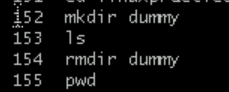 152 mkdir dummy
153 ls
154 rmdir dummy
155 pwd